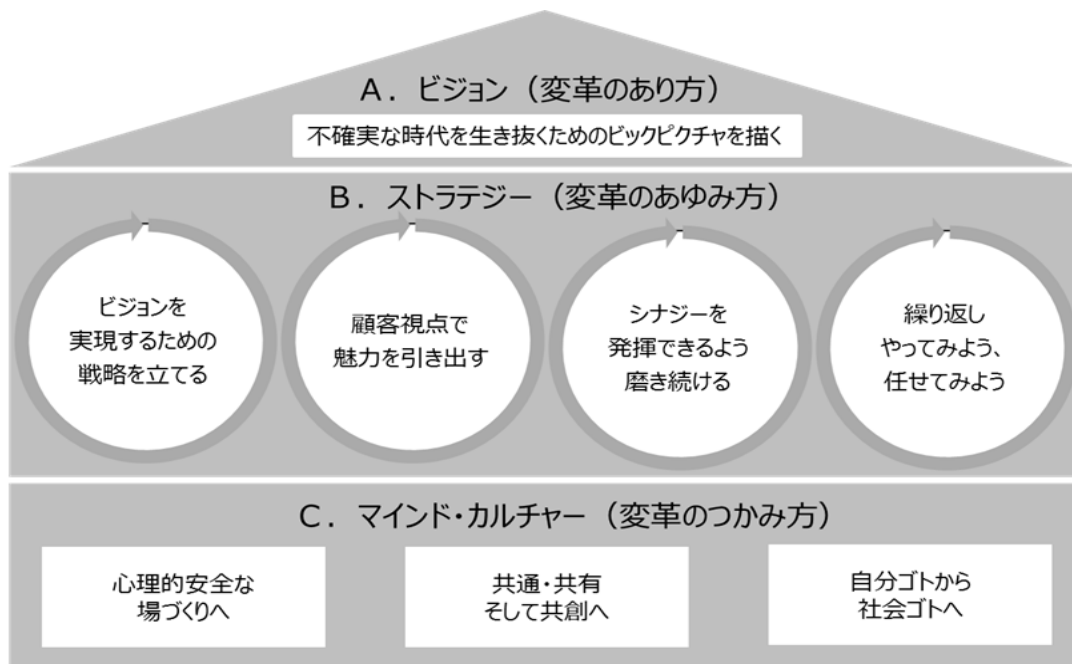 A．ビジョン（変革のあり方）
不確実な時代を生き抜くためのビックピクチャを描く
B．ストラテジー（変革のあゆみ方）
ビジョンを
実現するための
戦略を立てる
顧客視点で
魅力を引き出す
シナジーを
発揮できるよう
磨き続ける
繰り返し
やってみよう、
任せてみよう
C．マインド・カルチャー（変革のつかみ方）
心理的安全な
場づくりへ
共通・共有
そして共創へ
自分ゴトから
社会ゴトへ